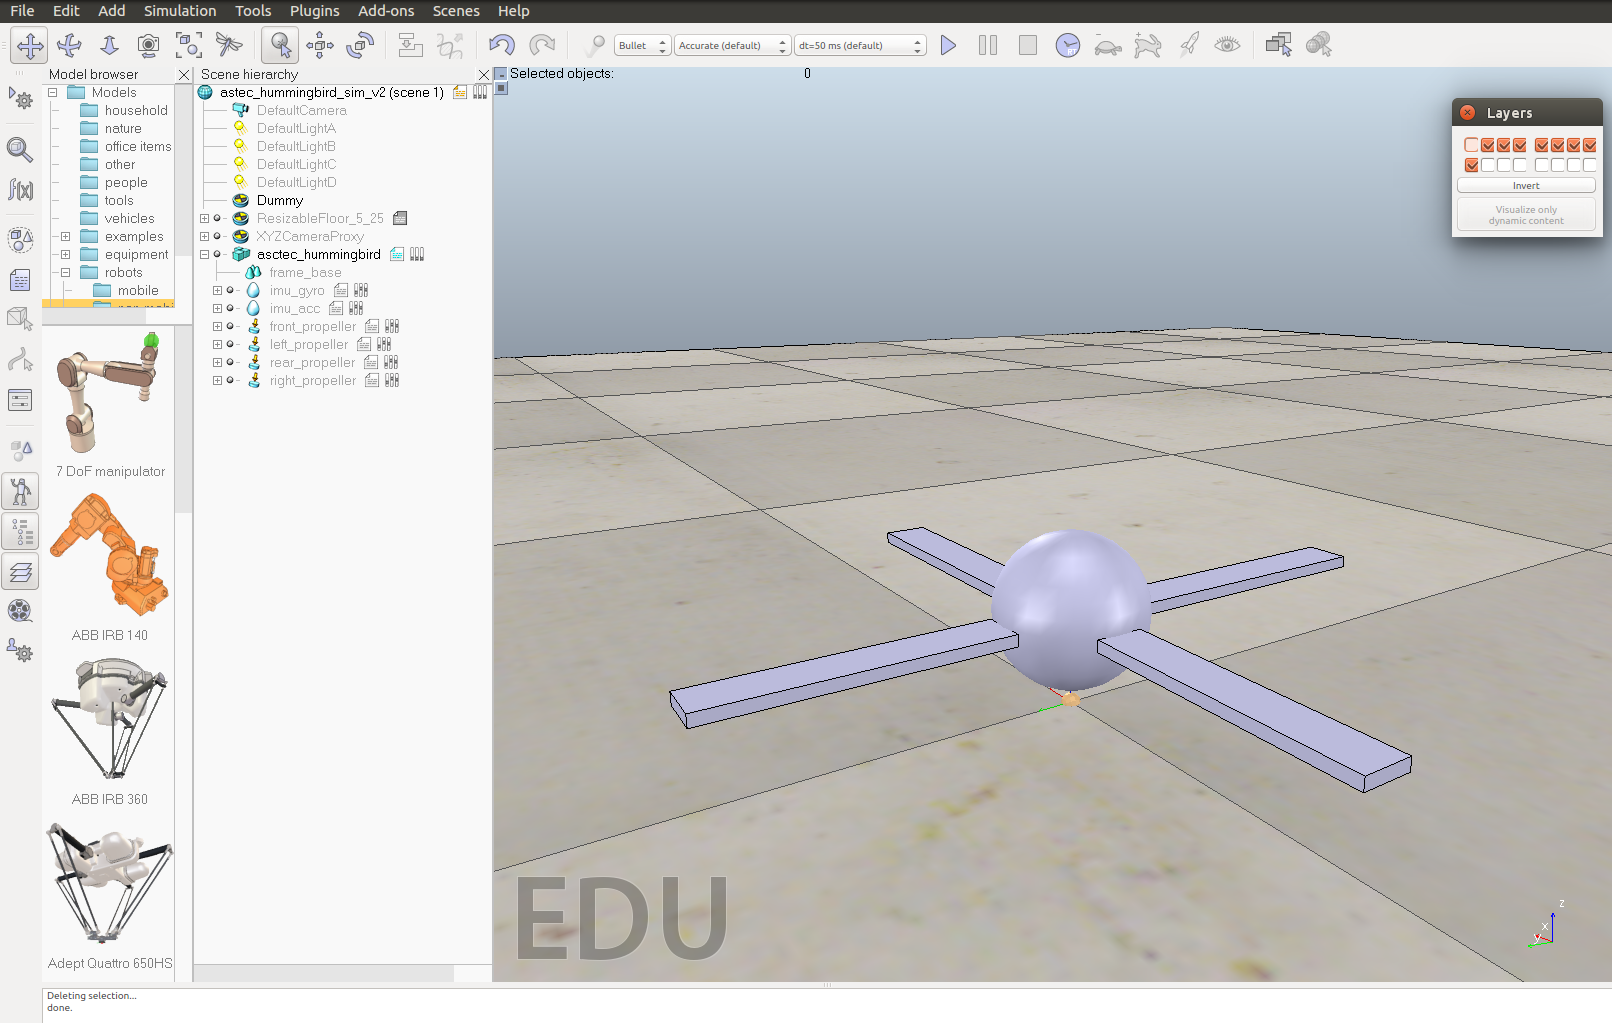 File Edit Add Simulation Tools Plugins Add-ons Scenes Help
Bullet Accurate (default) dt=50 ms (default)
Model browser
Models
household
nature
office items
other
people
tools
vehicles
examples
equipment
robots
mobile
7 DoF manipulator
ABB IRB 140
ABB IRB 360
Adept Quattro 650HS
Scene hierarchy
astec_hummingbird_sim_v2 (scene 1)
DefaultCamera
DefaultLightA
DefaultLightB
DefaultLightC
DefaultLightD
Dummy
ResizableFloor_5_25
XYZCameraProxy
asctec_hummingbird
frame_base
imu_gyro
imu_acc
front_propeller
left_propeller
rear_propeller
right_propeller
Selected objects: 0
Layers
Invert
Visualize only
dynamic content
EDU
z
x
y
Deleting selection...
done.